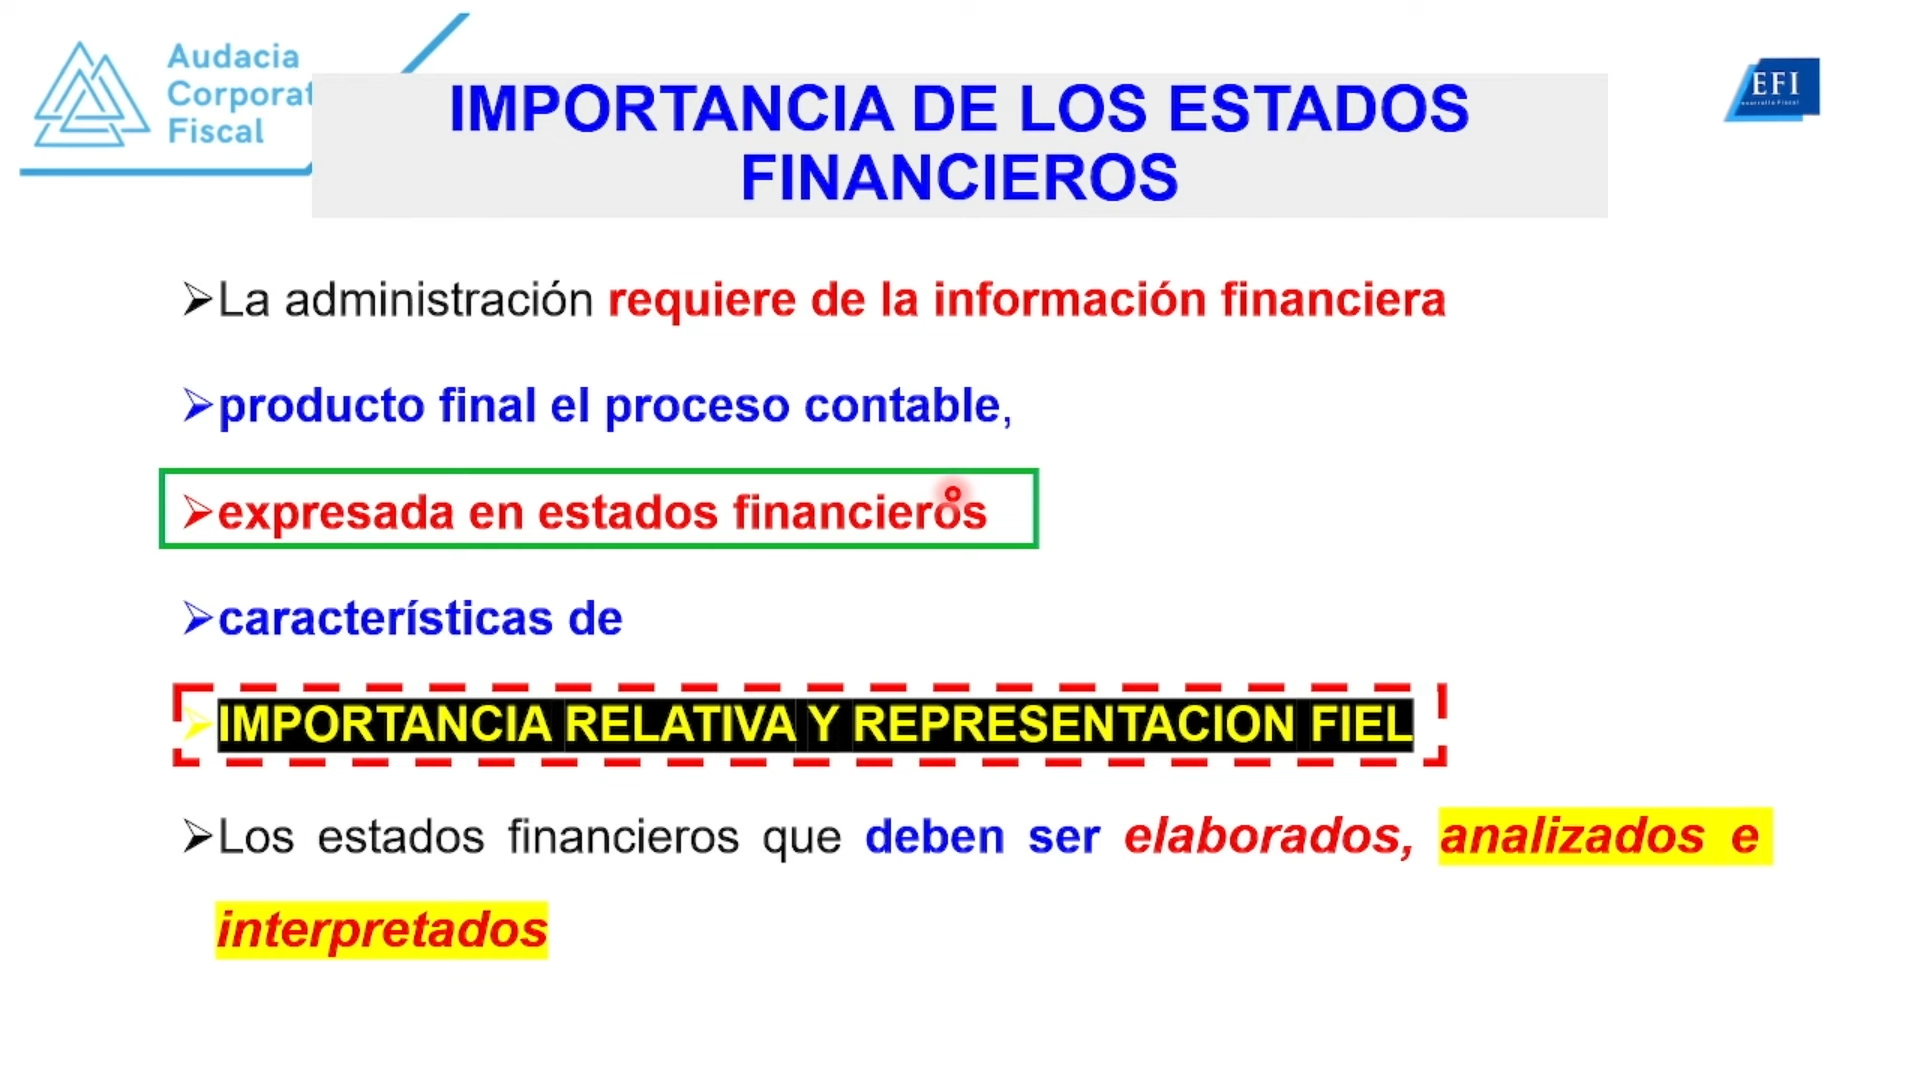 Audacia
Corporat
Fiscal
EFI
IMPORTANCIA DE LOS ESTADOS
FINANCIEROS
➢La administración requiere de la información financiera
➢producto final el proceso contable,
➢expresada en estados financieros
➢características de
➢IMPORTANCIA RELATIVA Y REPRESENTACION FIEL
➢Los estados financieros que deben ser elaborados, analizados e
interpretados